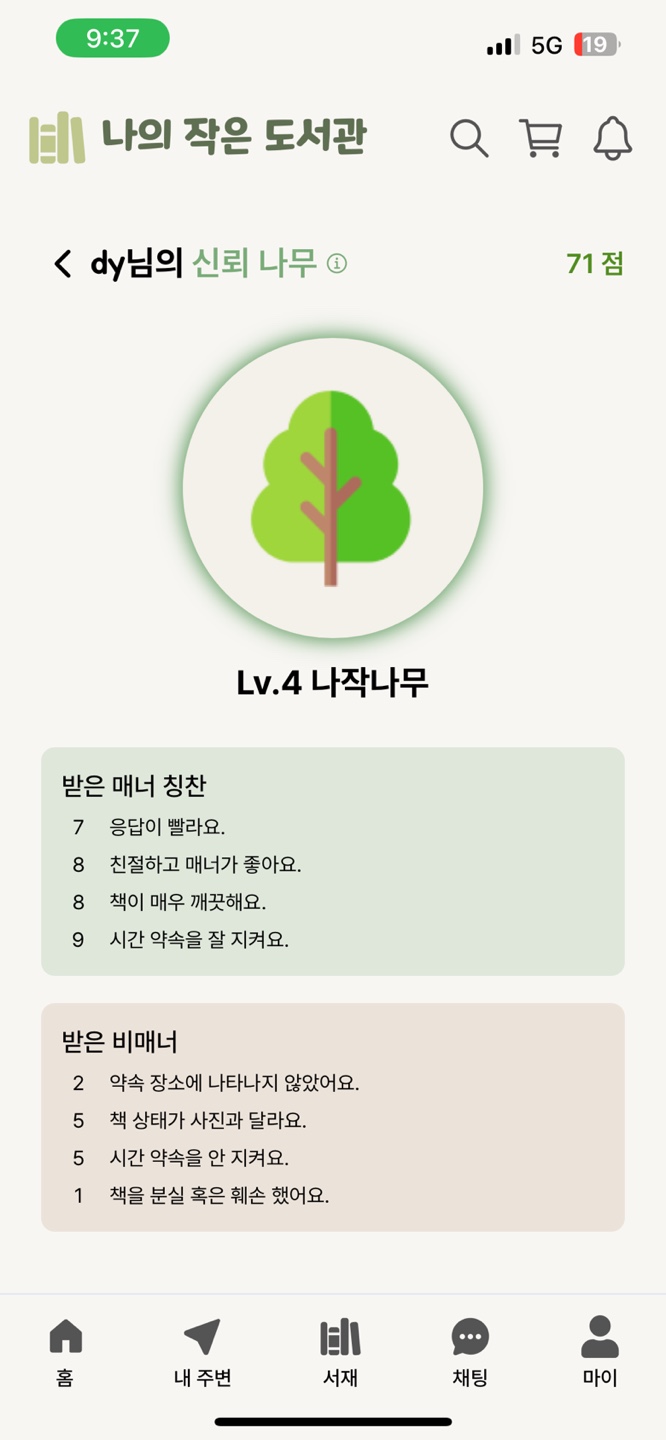 9:37
5G
19
나의 작은 도서관
dy님의 신뢰 나무
71 점
Lv.4 나작나무
받은 매너 칭찬
7 응답이 빨라요.
8 친절하고 매너가 좋아요.
8 책이 매우 깨끗해요.
9 시간 약속을 잘 지켜요.
받은 비매너
2 약속 장소에 나타나지 않았어요.
5 책 상태가 사진과 달라요.
5 시간 약속을 안 지켜요.
1 책을 분실 혹은 훼손 했어요.
홈
내 주변
서재
채팅
마이